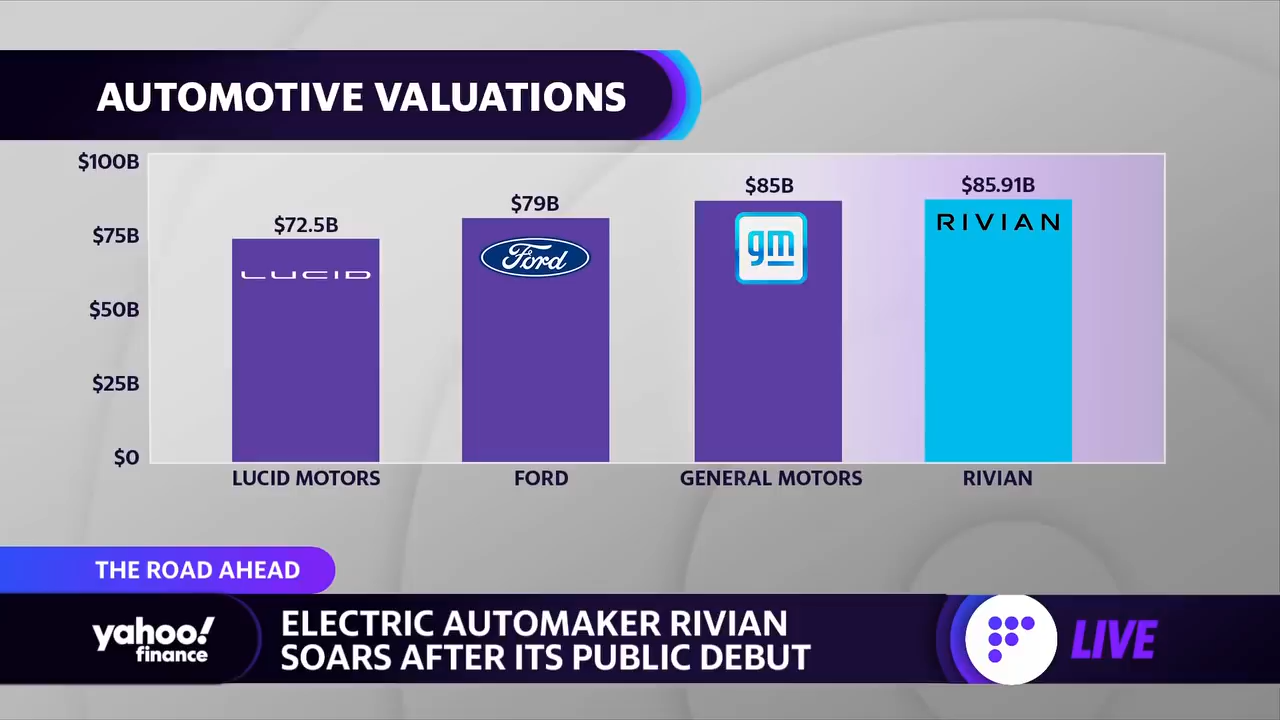 AUTOMOTIVE VALUATIONS
$100B
$75B
$50B
$25B
$0
$72.5B
$79B
$85B
$85.91B
LUCID
Ford
gm
RIVIAN
LUCID MOTORS
FORD
GENERAL MOTORS
RIVIAN
THE ROAD AHEAD
yahoo!
finance
ELECTRIC AUTOMAKER RIVIAN
SOARS AFTER ITS PUBLIC DEBUT
LIVE